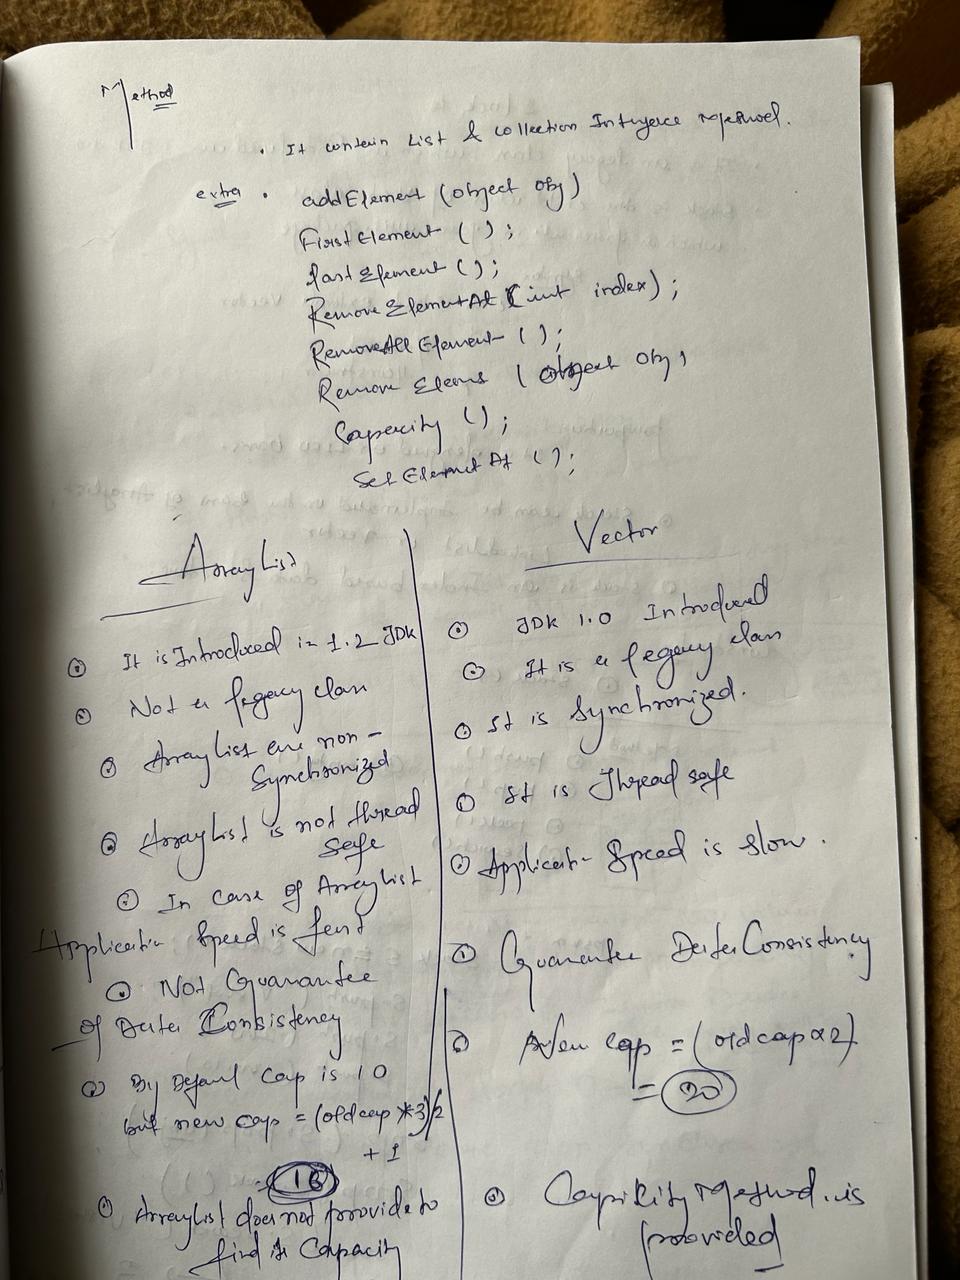 Method
. It contain List & collection Interface method.
extra . addElement (object obj)
First Element ( );
last Element ( );
Remove ElementAt (int index);
RemoveAll Element ( );
Remove Elems ( object obj)
Capacity ( );
Set Element At ( );
ArrayList
It is Introduced in 1.2 JDK
Not a legacy class
ArrayList are non -
Synchronized
ArrayList is not thread
safe
In case of ArrayList
Application Speed is fast
Not Guarantee
of Data Consistency
By Default Cap is 10
but new cap = (oldcap *3)/2
+ 1
= 16
ArrayList does not provide to
find it Capacity
Vector
JDK 1.0 Introduced
It is a legacy class
It is Synchronized.
It is Thread safe
Application Speed is slow.
Guarantee Data Consistency
New cap = (oldcap x 2)
= 20
Capacity method is
provided